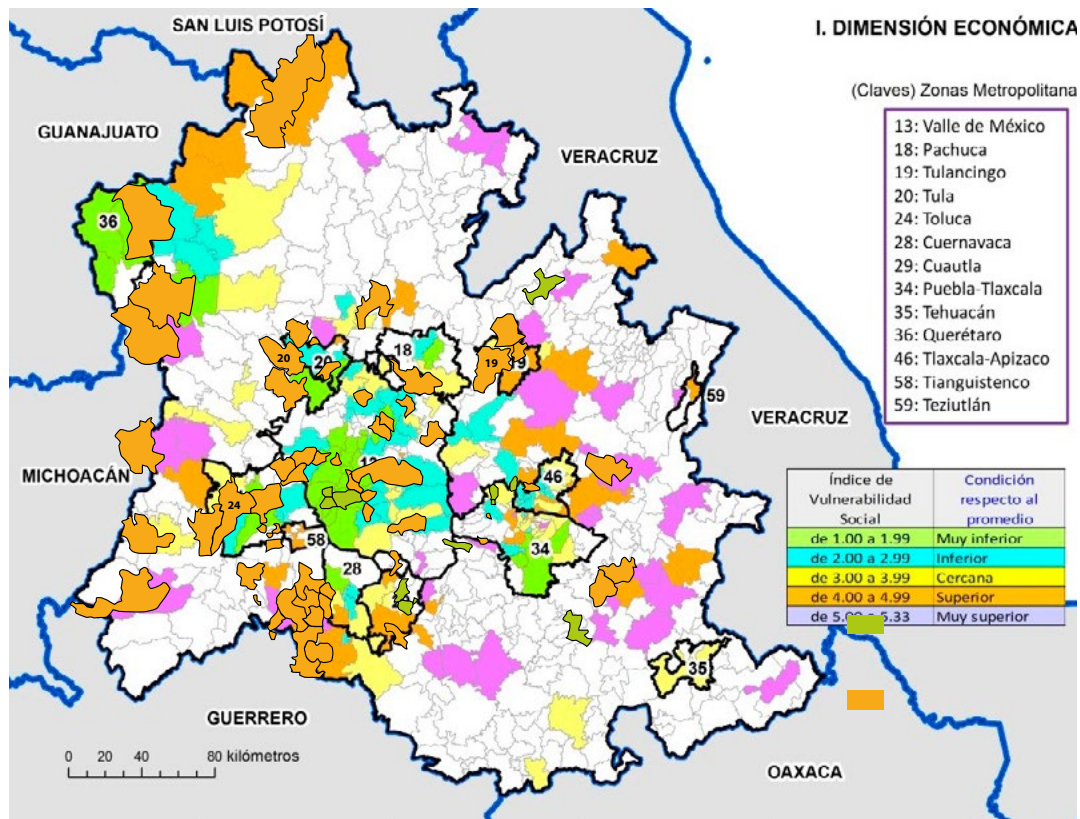 SAN LUIS POTOSÍ
I. DIMENSIÓN ECONÓMICA
(Claves) Zonas Metropolitana
GUANAJUATO
VERACRUZ
13: Valle de México
18: Pachuca
19: Tulancingo
20: Tula
24: Toluca
28: Cuernavaca
29: Cuautla
34: Puebla-Tlaxcala
35: Tehuacán
36: Querétaro
46: Tlaxcala-Apizaco
58: Tianguistenco
59: Teziutlán
36
20
18
19
59
VERACRUZ
MICHOACÁN
46
24
58
34
28
35
Índice de Vulnerabilidad Social
Condición respecto al promedio
de 1.00 a 1.99 Muy inferior
de 2.00 a 2.99 Inferior
de 3.00 a 3.99 Cercana
de 4.00 a 4.99 Superior
5.33 Muy superior
GUERRERO
0 20 40 80 kilómetros
OAXACA